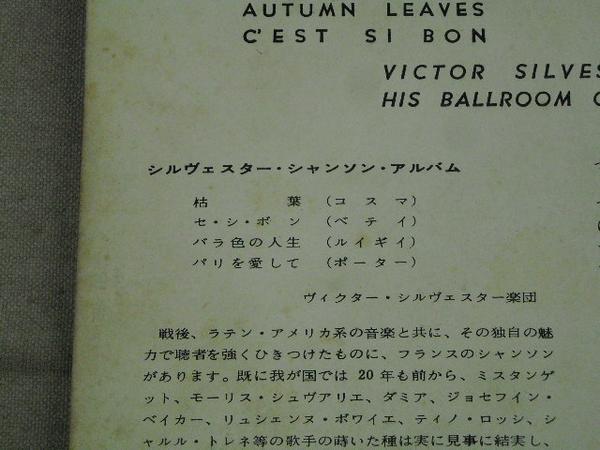 AUTUMN LEAVES
C'EST SI BON
VICTOR SILVES
HIS BALLROOM
シルヴェスター・シャンソン・アルバム
枯葉 (コスマ)
セ・シ・ボン (ベテイ)
バラ色の人生 (ルイギイ)
パリを愛して (ポーター)
ヴィクター・シルヴェスター楽団
戦後、ラテン・アメリカ系の音楽と共に、その独自の魅
力で聴者を強くひきつけたものに、フランスのシャンソン
があります。既に我が国では 20 年も前から、ミスタンゲ
ット、モーリス・シュヴアリエ、ダミア、ジョセフイン・
ベイカー、リュシェンヌ・ボワイエ、ティノ・ロッシ、シ
ャルル・トレネ等の歌手の蒔いた種は実に見事に結実し、